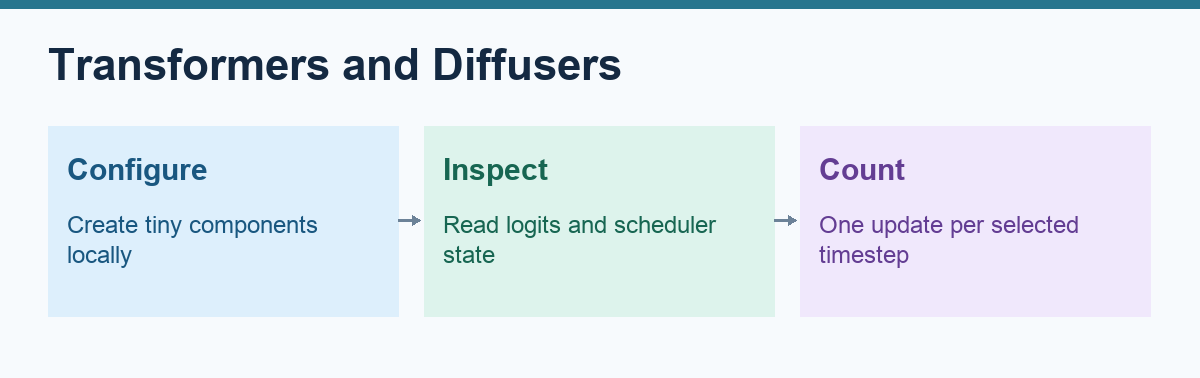 Transformers and Diffusers
Configure
Create tiny components
locally
Inspect
Read logits and scheduler
state
Count
One update per selected
timestep